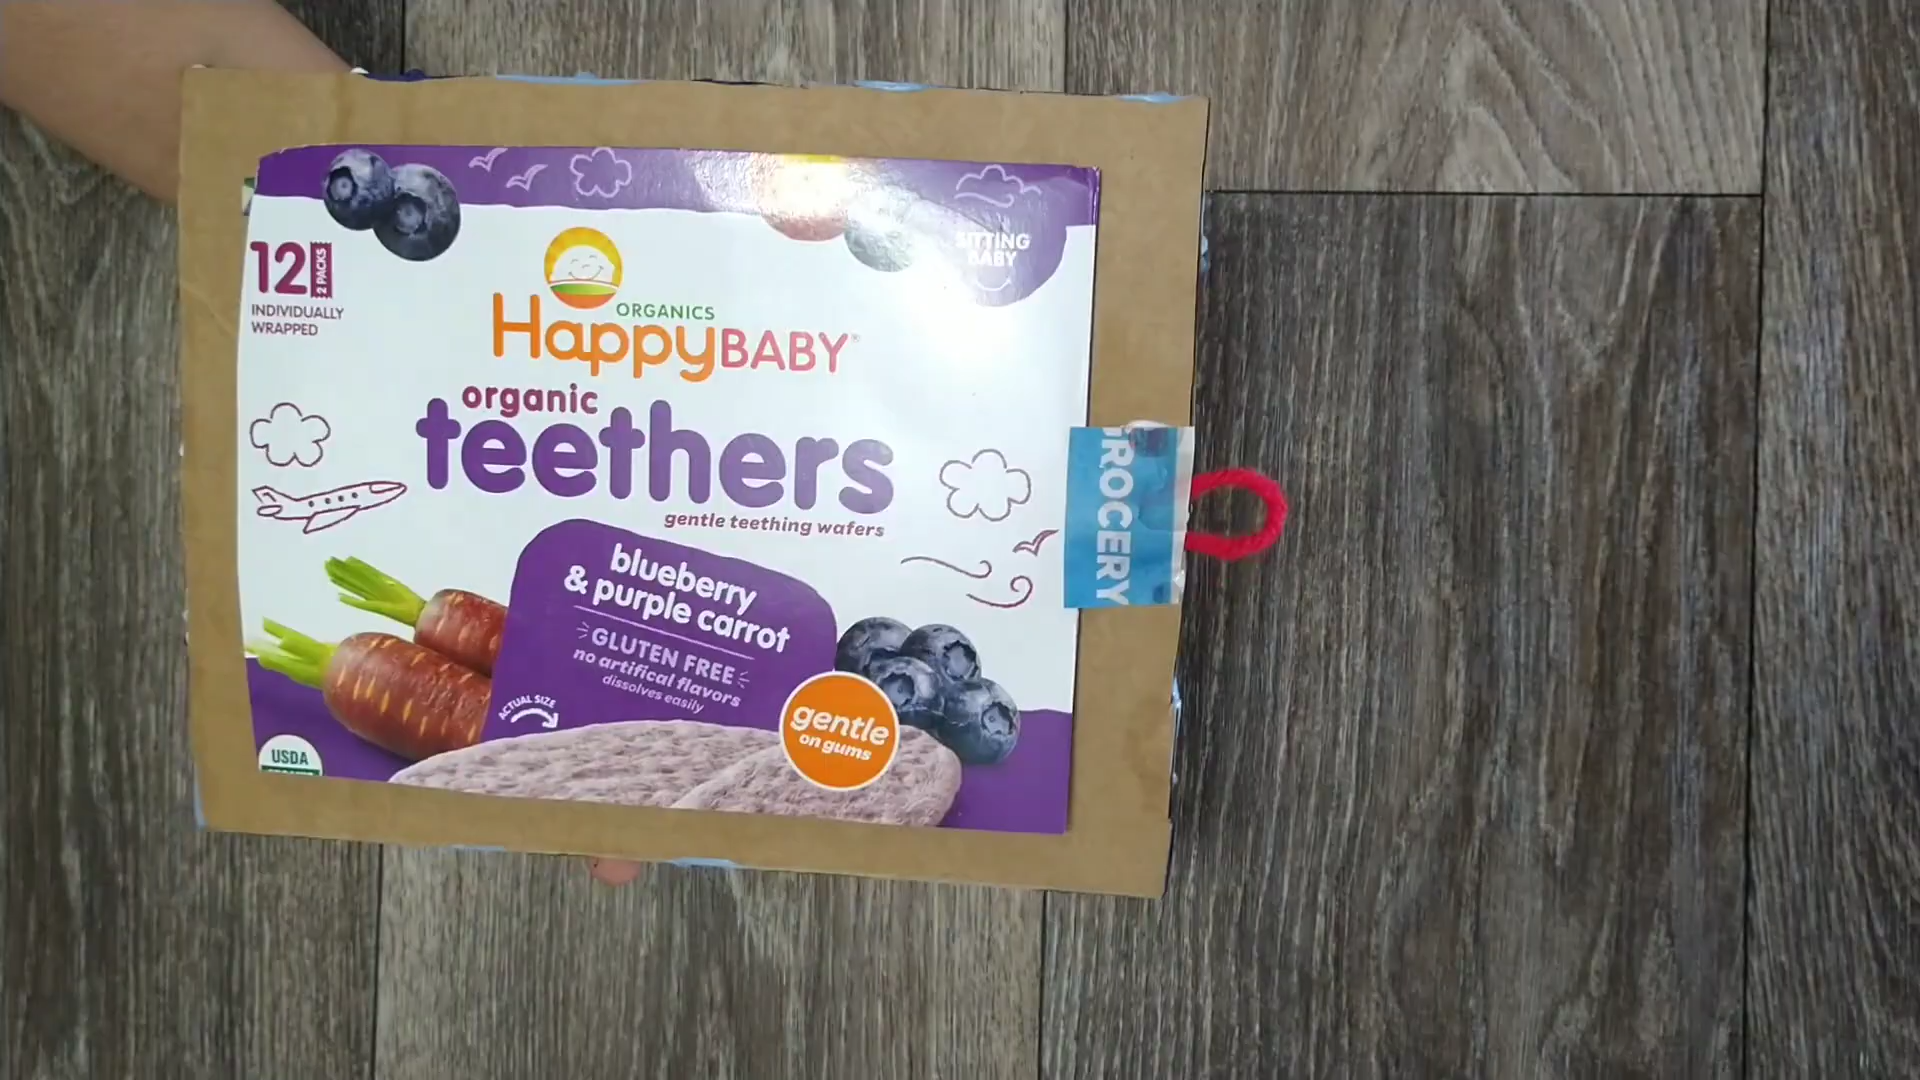 12 2 PACKS
INDIVIDUALLY
WRAPPED
SITTING
BABY
ORGANICS
HappyBABY
organic
teethers
gentle teething wafers
blueberry
& purple carrot
GLUTEN FREE
no artifical flavors
dissolves easily
ACTUAL SIZE
gentle
on gums
USDA
GROCERY